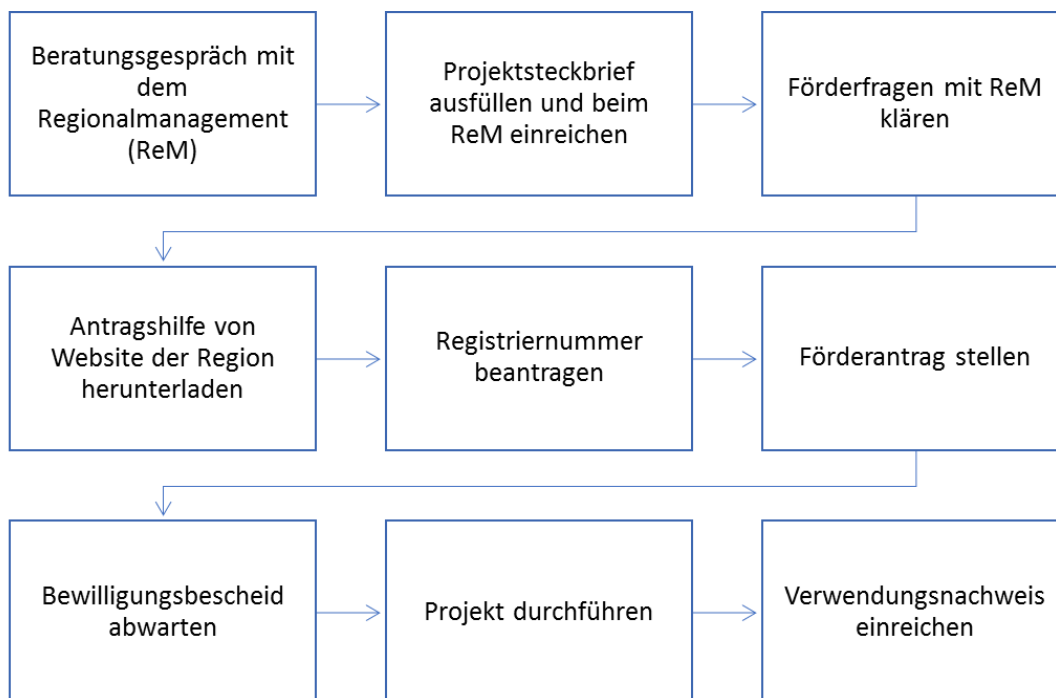 Beratungsgespräch mit
dem
Regionalmanagement
(ReM)
Projektsteckbrief
ausfüllen und beim
ReM einreichen
Förderfragen mit ReM
klären
Antragshilfe von
Website der Region
herunterladen
Registriernummer
beantragen
Förderantrag stellen
Bewilligungsbescheid
abwarten
Projekt durchführen
Verwendungsnachweis
einreichen